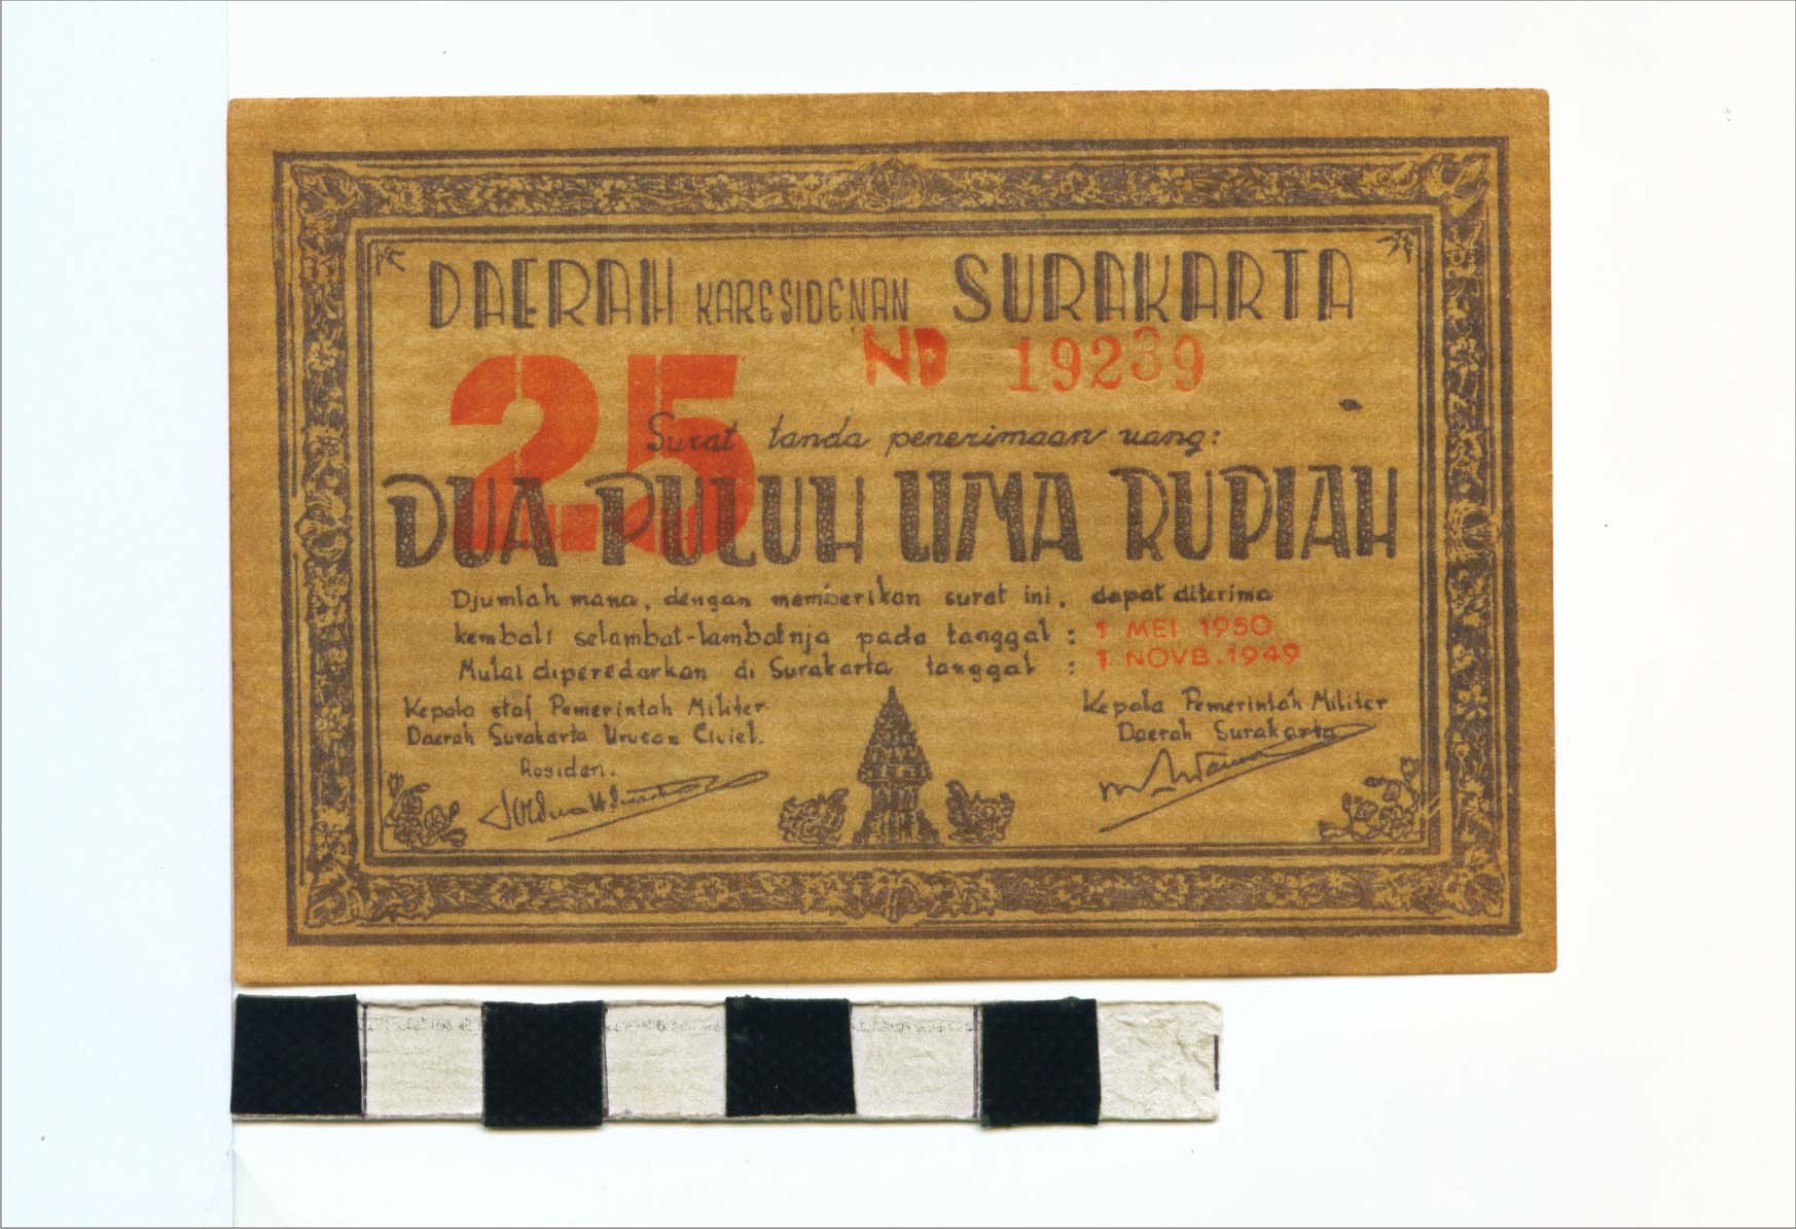 DAERAH KARESIDENAN SURAKARTA
25
ND 19239
Surat tanda penerimaan uang:
DUA PULUH LIMA RUPIAH
Djumlah mana, dengan memberikan surat ini, dapat diterima
kembali selambat-lambatnja pada tanggal : 1 MEI 1950
Mulai diperedarkan di Surakarta tanggal : 1 NOVB. 1949
Kepala staf Pemerintah Militer
Daerah Surakarta Urusan Civiel.
Residen.
Kepala Pemerintah Militer
Daerah Surakarta